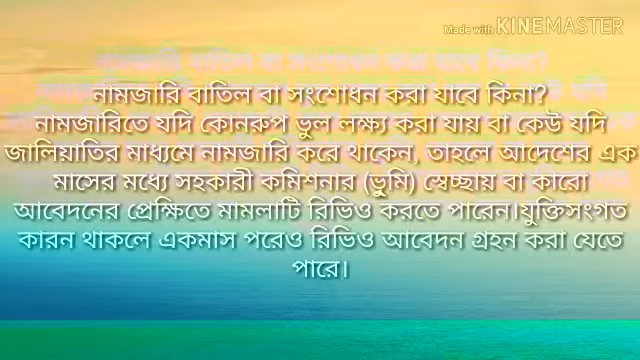 Made with KINEMASTER
নামজারি বাতিল বা সংশোধন করা যাবে কিনা?
নামজারিতে যদি কোনরুপ ভুল লক্ষ্য করা যায় বা কেউ যদি
জালিয়াতির মাধ্যমে নামজারি করে থাকেন, তাহলে আদেশের এক
মাসের মধ্যে সহকারী কমিশনার (ভুমি) স্বেচ্ছায় বা কারো
আবেদনের প্রেক্ষিতে মামলাটি রিভিও করতে পারেন।যুক্তিসংগত
কারন থাকলে একমাস পরেও রিভিও আবেদন গ্রহন করা যেতে
পারে।